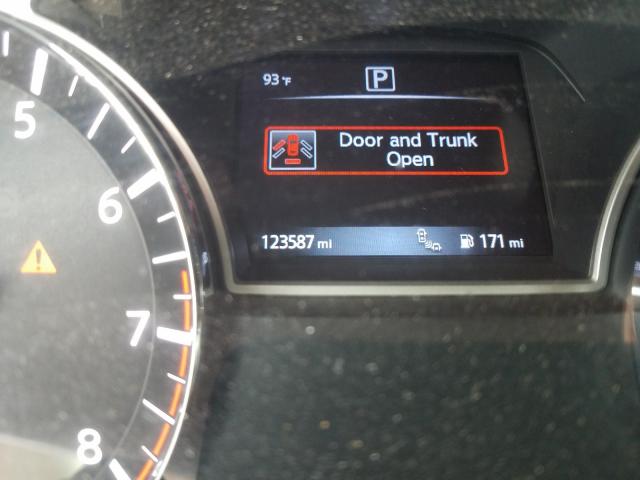 93 °F P
Door and Trunk
Open
123587 mi 171 mi
5
6
7
8